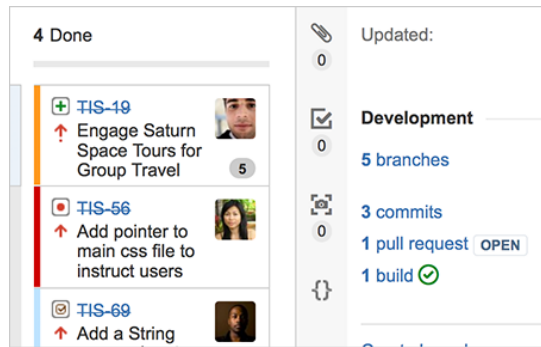 4 Done
TIS-19
Engage Saturn
Space Tours for
Group Travel
5
TIS-56
Add pointer to
main css file to
instruct users
TIS-69
Add a String
0
0
0
{}
Updated:
Development
5 branches
3 commits
1 pull request OPEN
1 build